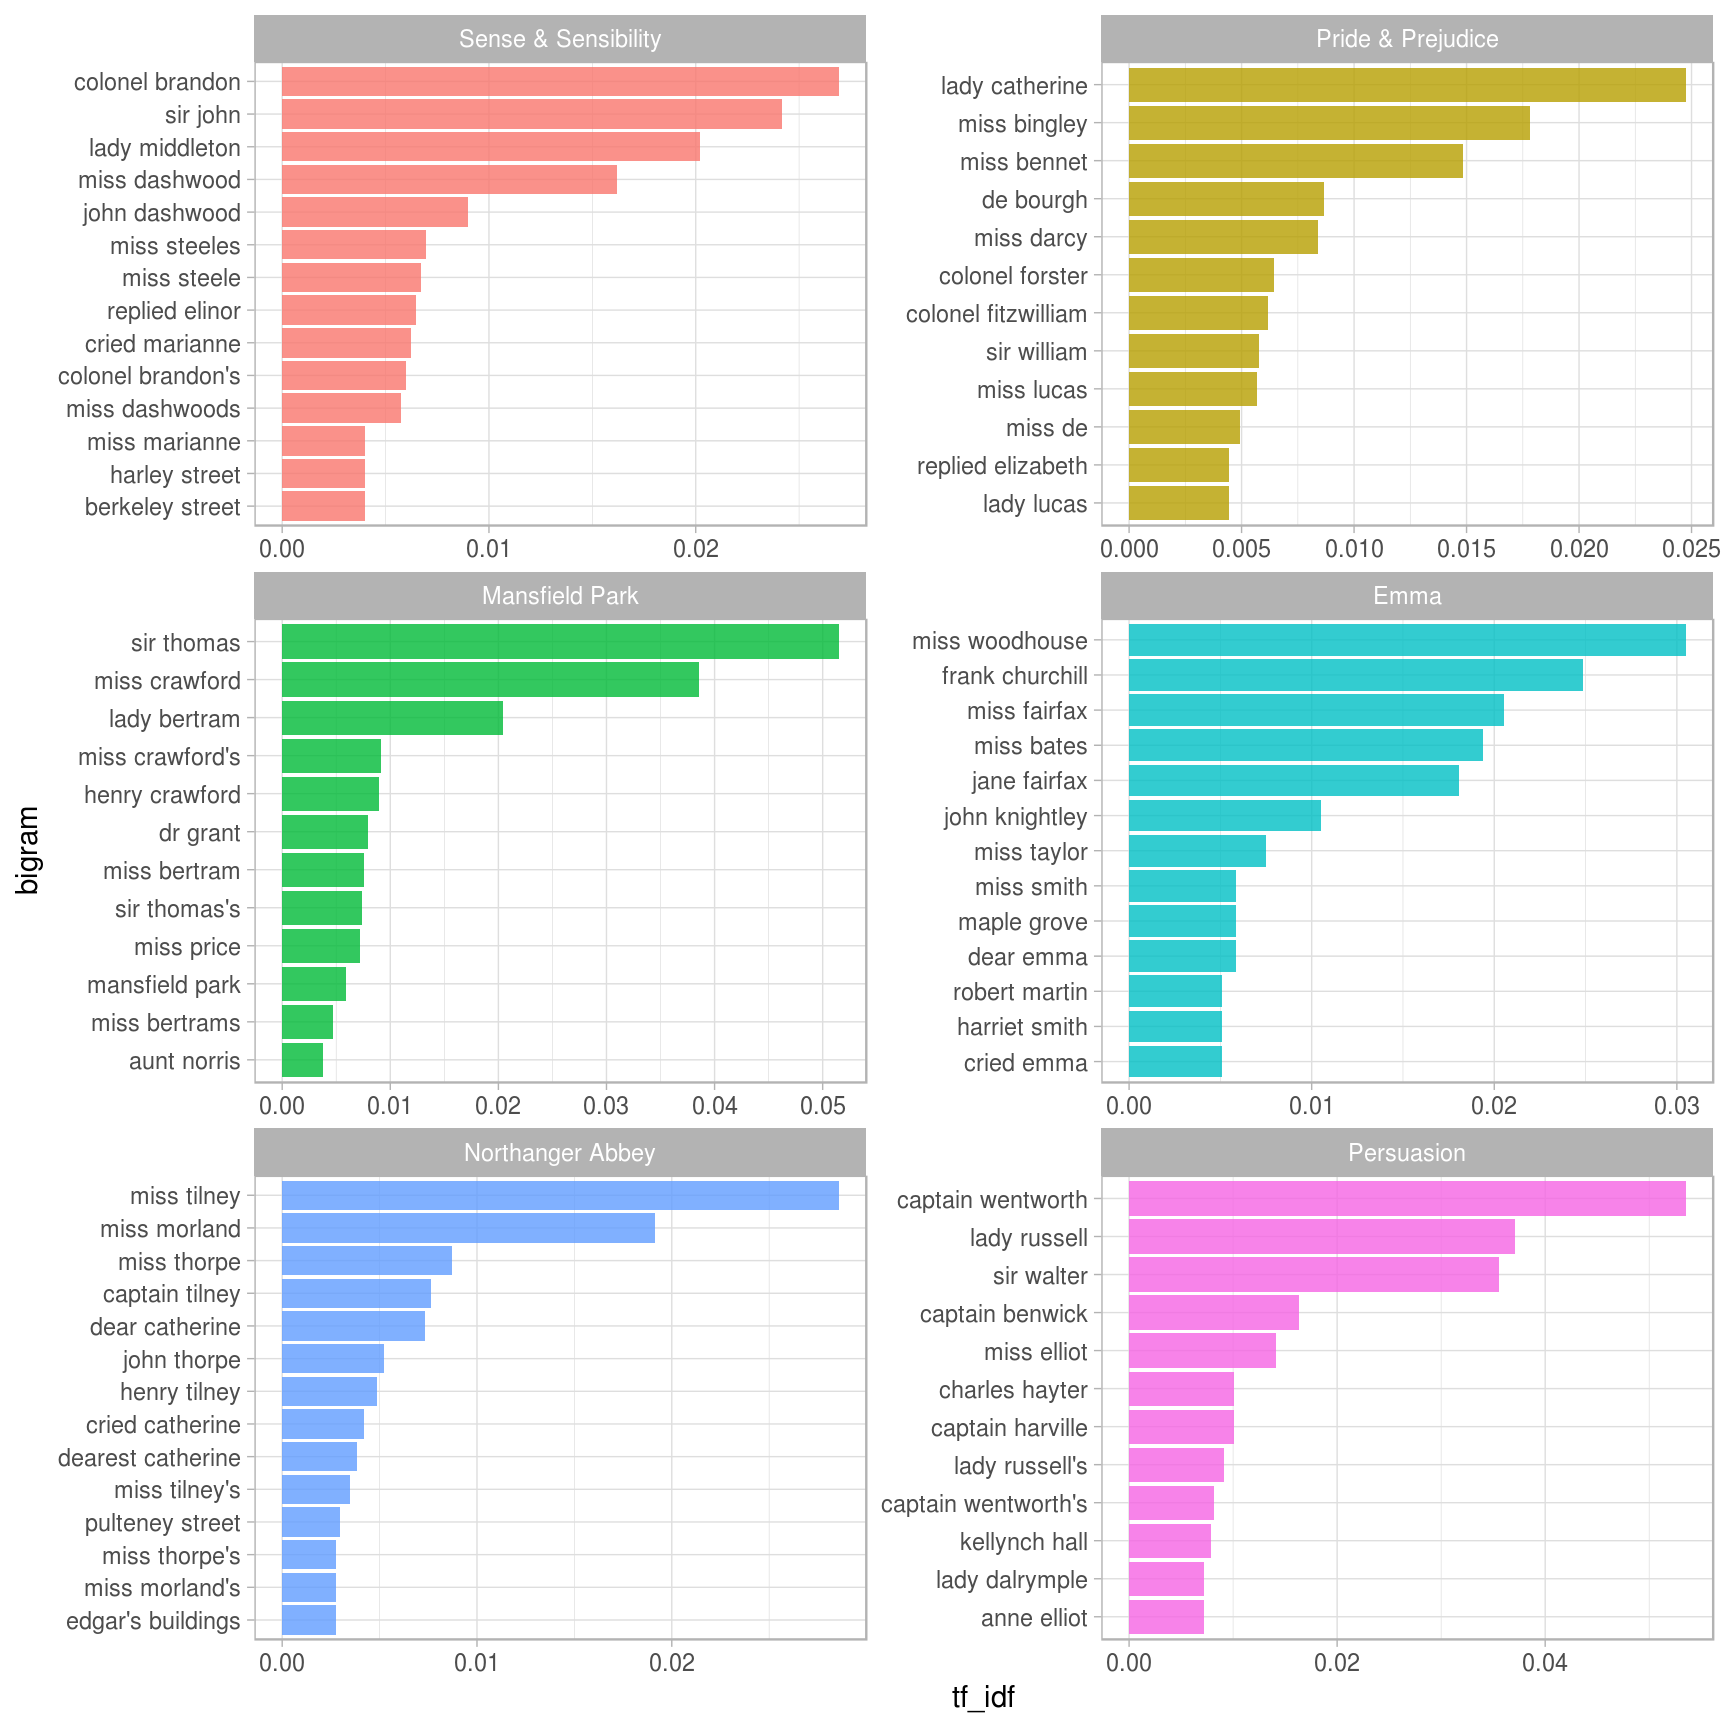 Sense & Sensibility
colonel brandon
sir john
lady middleton
miss dashwood
john dashwood
miss steeles
miss steele
replied elinor
cried marianne
colonel brandon's
miss dashwoods
miss marianne
harley street
berkeley street
0.00 0.01 0.02
Pride & Prejudice
lady catherine
miss bingley
miss bennet
de bourgh
miss darcy
colonel forster
colonel fitzwilliam
sir william
miss lucas
miss de
replied elizabeth
lady lucas
0.000 0.005 0.010 0.015 0.020 0.025
Mansfield Park
sir thomas
miss crawford
lady bertram
miss crawford's
henry crawford
dr grant
miss bertram
sir thomas's
miss price
mansfield park
miss bertrams
aunt norris
0.00 0.01 0.02 0.03 0.04 0.05
Emma
miss woodhouse
frank churchill
miss fairfax
miss bates
jane fairfax
john knightley
miss taylor
miss smith
maple grove
dear emma
robert martin
harriet smith
cried emma
0.00 0.01 0.02 0.03
Northanger Abbey
miss tilney
miss morland
miss thorpe
captain tilney
dear catherine
john thorpe
henry tilney
cried catherine
dearest catherine
miss tilney's
pulteney street
miss thorpe's
miss morland's
edgar's buildings
0.00 0.01 0.02
Persuasion
captain wentworth
lady russell
sir walter
captain benwick
miss elliot
charles hayter
captain harville
lady russell's
captain wentworth's
kellynch hall
lady dalrymple
anne elliot
0.00 0.02 0.04
bigram
tf_idf